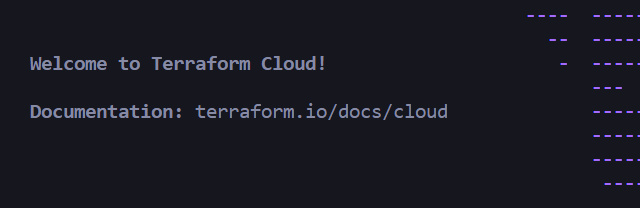 Welcome to Terraform Cloud!
Documentation: terraform.io/docs/cloud